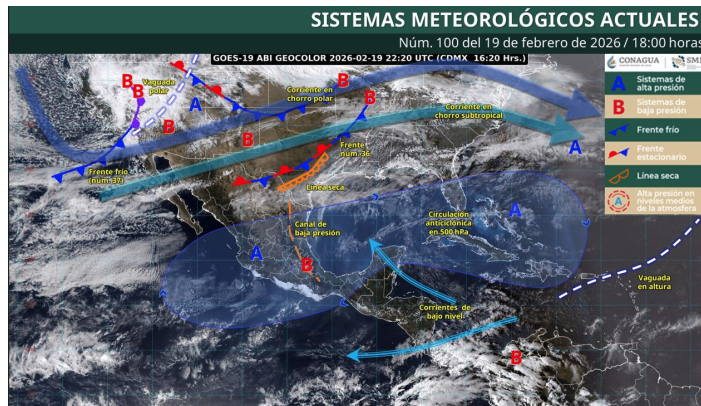 SISTEMAS METEOROLÓGICOS ACTUALES
Núm. 100 del 19 de febrero de 2026 / 18:00 horas
GOES-19 ABI GEOCOLOR 2026-02-19 22:20 UTC (CDMX 16:20 Hrs.)
CONAGUA
SMN
A Sistemas de
alta presión
B Sistemas de
baja presión
Frente frío
Frente
estacionario
Línea seca
A Alta presión en
niveles medios
de la atmosfera
B
B
Vaguada
polar
A
B
Corriente en
chorro polar
B
B
Corriente en
chorro subtropical
B
B
A
Frente
núm. 36
Frente frío
(núm. 37)
Línea seca
Canal de
baja presión
Circulación
anticiclónica
en 500 hPa
A
A
B
Vaguada
en altura
Corrientes de
bajo nivel
B